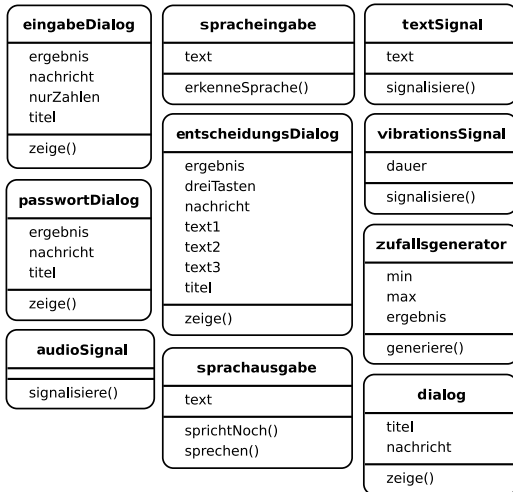 eingabeDialog
ergebnis
nachricht
nurZahlen
titel
zeige()
passwortDialog
ergebnis
nachricht
titel
zeige()
audioSignal
signalisiere()
spracheingabe
text
erkenneSprache()
entscheidungsDialog
ergebnis
dreiTasten
nachricht
text1
text2
text3
titel
zeige()
sprachausgabe
text
sprichtNoch()
sprechen()
textSignal
text
signalisiere()
vibrationsSignal
dauer
signalisiere()
zufallsgenerator
min
max
ergebnis
generiere()
dialog
titel
nachricht
zeige()